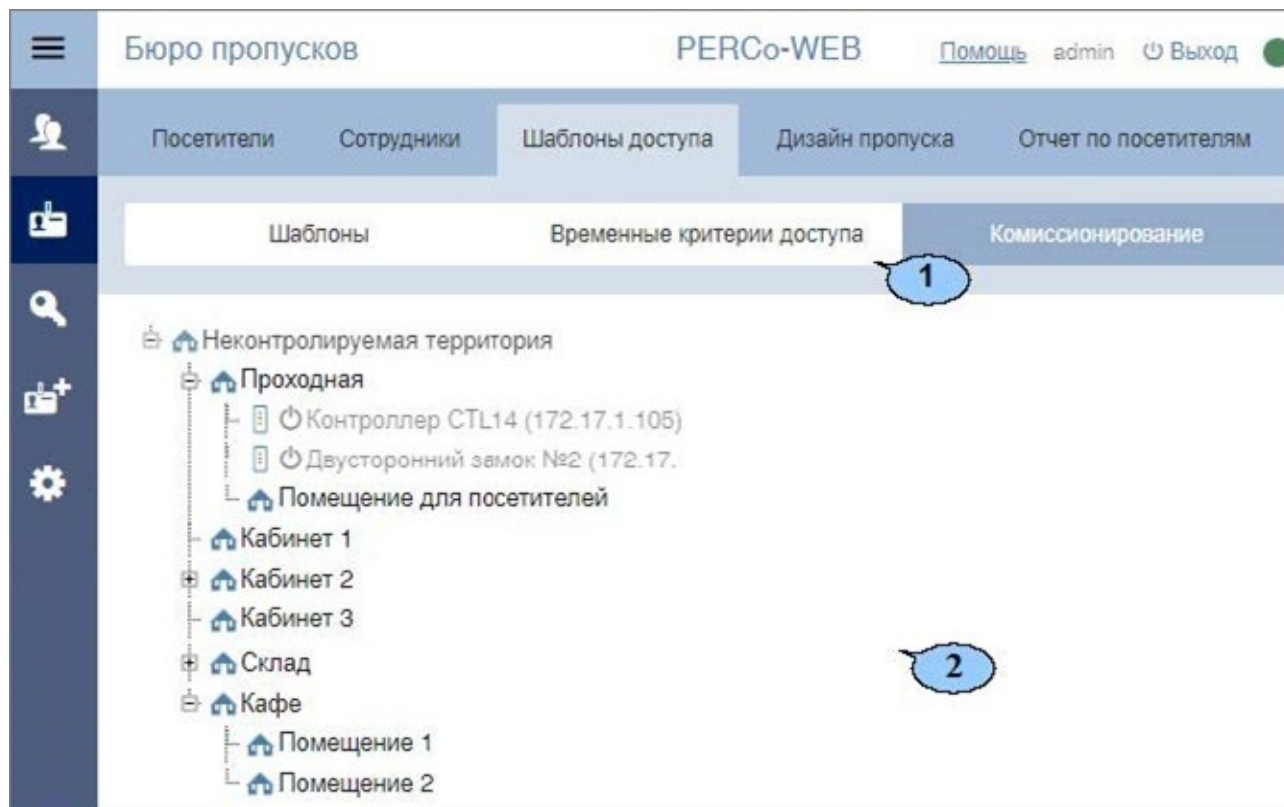 Бюро пропусков PERCo-WEB Помощь admin Выход
Посетители Сотрудники Шаблоны доступа Дизайн пропуска Отчет по посетителям
Шаблоны Временные критерии доступа Комиссионирование
1
Неконтролируемая территория
Проходная
Контроллер CTL14 (172.17.1.105)
Двусторонний замок №2 (172.17.
Помещение для посетителей
Кабинет 1
Кабинет 2
Кабинет 3
Склад
2
Кафе
Помещение 1
Помещение 2